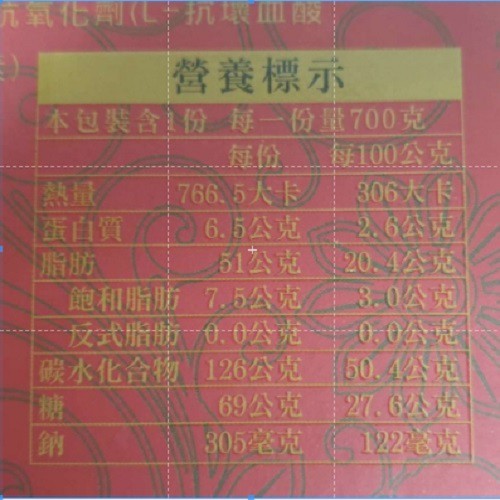 抗氧化劑(L-抗壞血酸
營養標示
本包裝含1份 每一份量700克
每份 每100公克
熱量 766.5大卡 306大卡
蛋白質 6.5公克 2.6公克
脂肪 51公克 20.4公克
飽和脂肪 7.5公克 3.0公克
反式脂肪 0.0公克 0.0公克
碳水化合物 126公克 50.4公克
糖 69公克 27.6公克
鈉 305毫克 122毫克